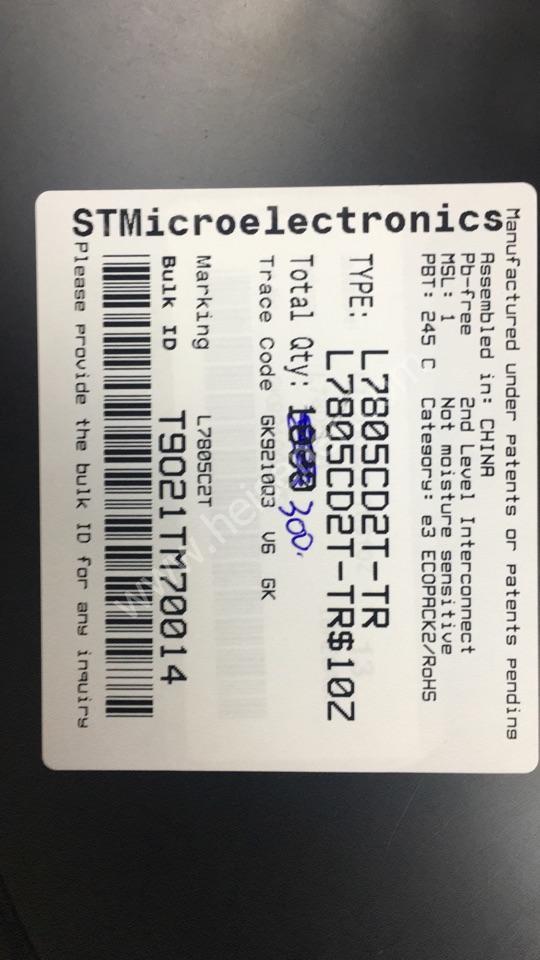 Manufactured under patents or patents pending
Assembled in: CHINA
Pb-free 2nd Level Interconnect
MSL: 1 Not moisture sensitive
PBT: 245 C Category: e3 ECOPACK2/RoHS
TYPE: L7805CD2T-TR
L7805CD2T-TR$10Z
Total Qty: 300
Trace Code GK9210Q3 V6 GK
Marking L7805C2T
Bulk ID T9021TM70014
Please provide the bulk ID for any inquiry
STMicroelectronics